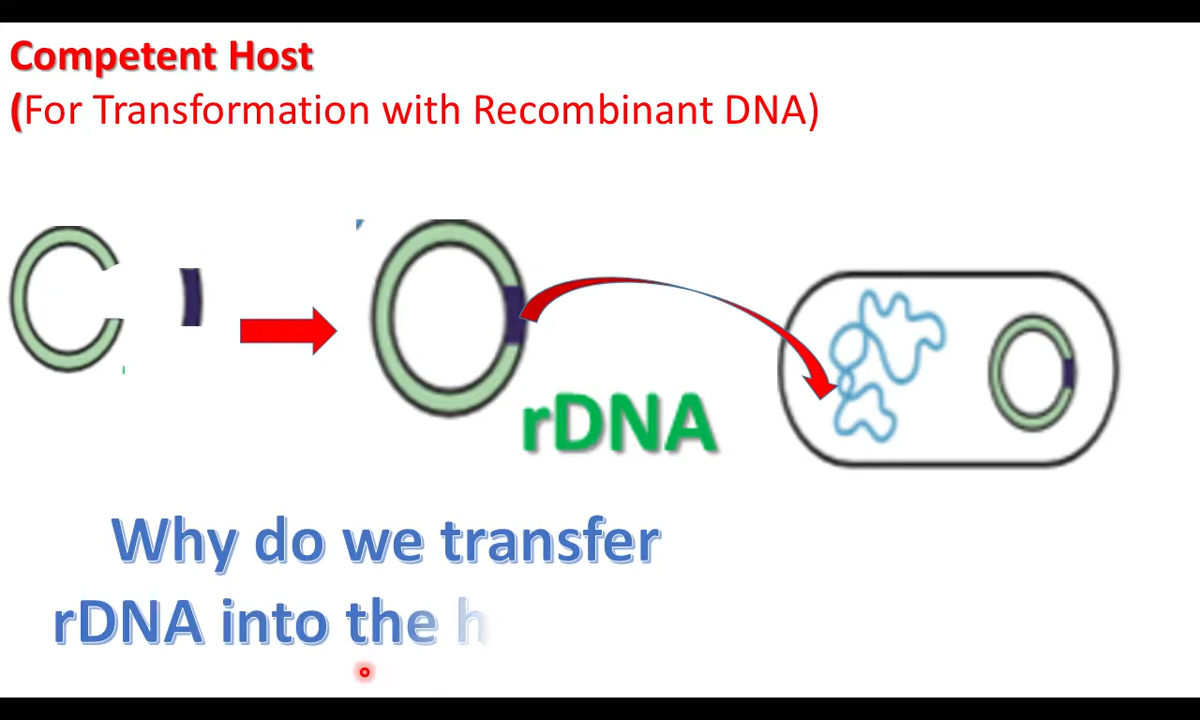 Competent Host
(For Transformation with Recombinant DNA)
rDNA
Why do we transfer
rDNA into the